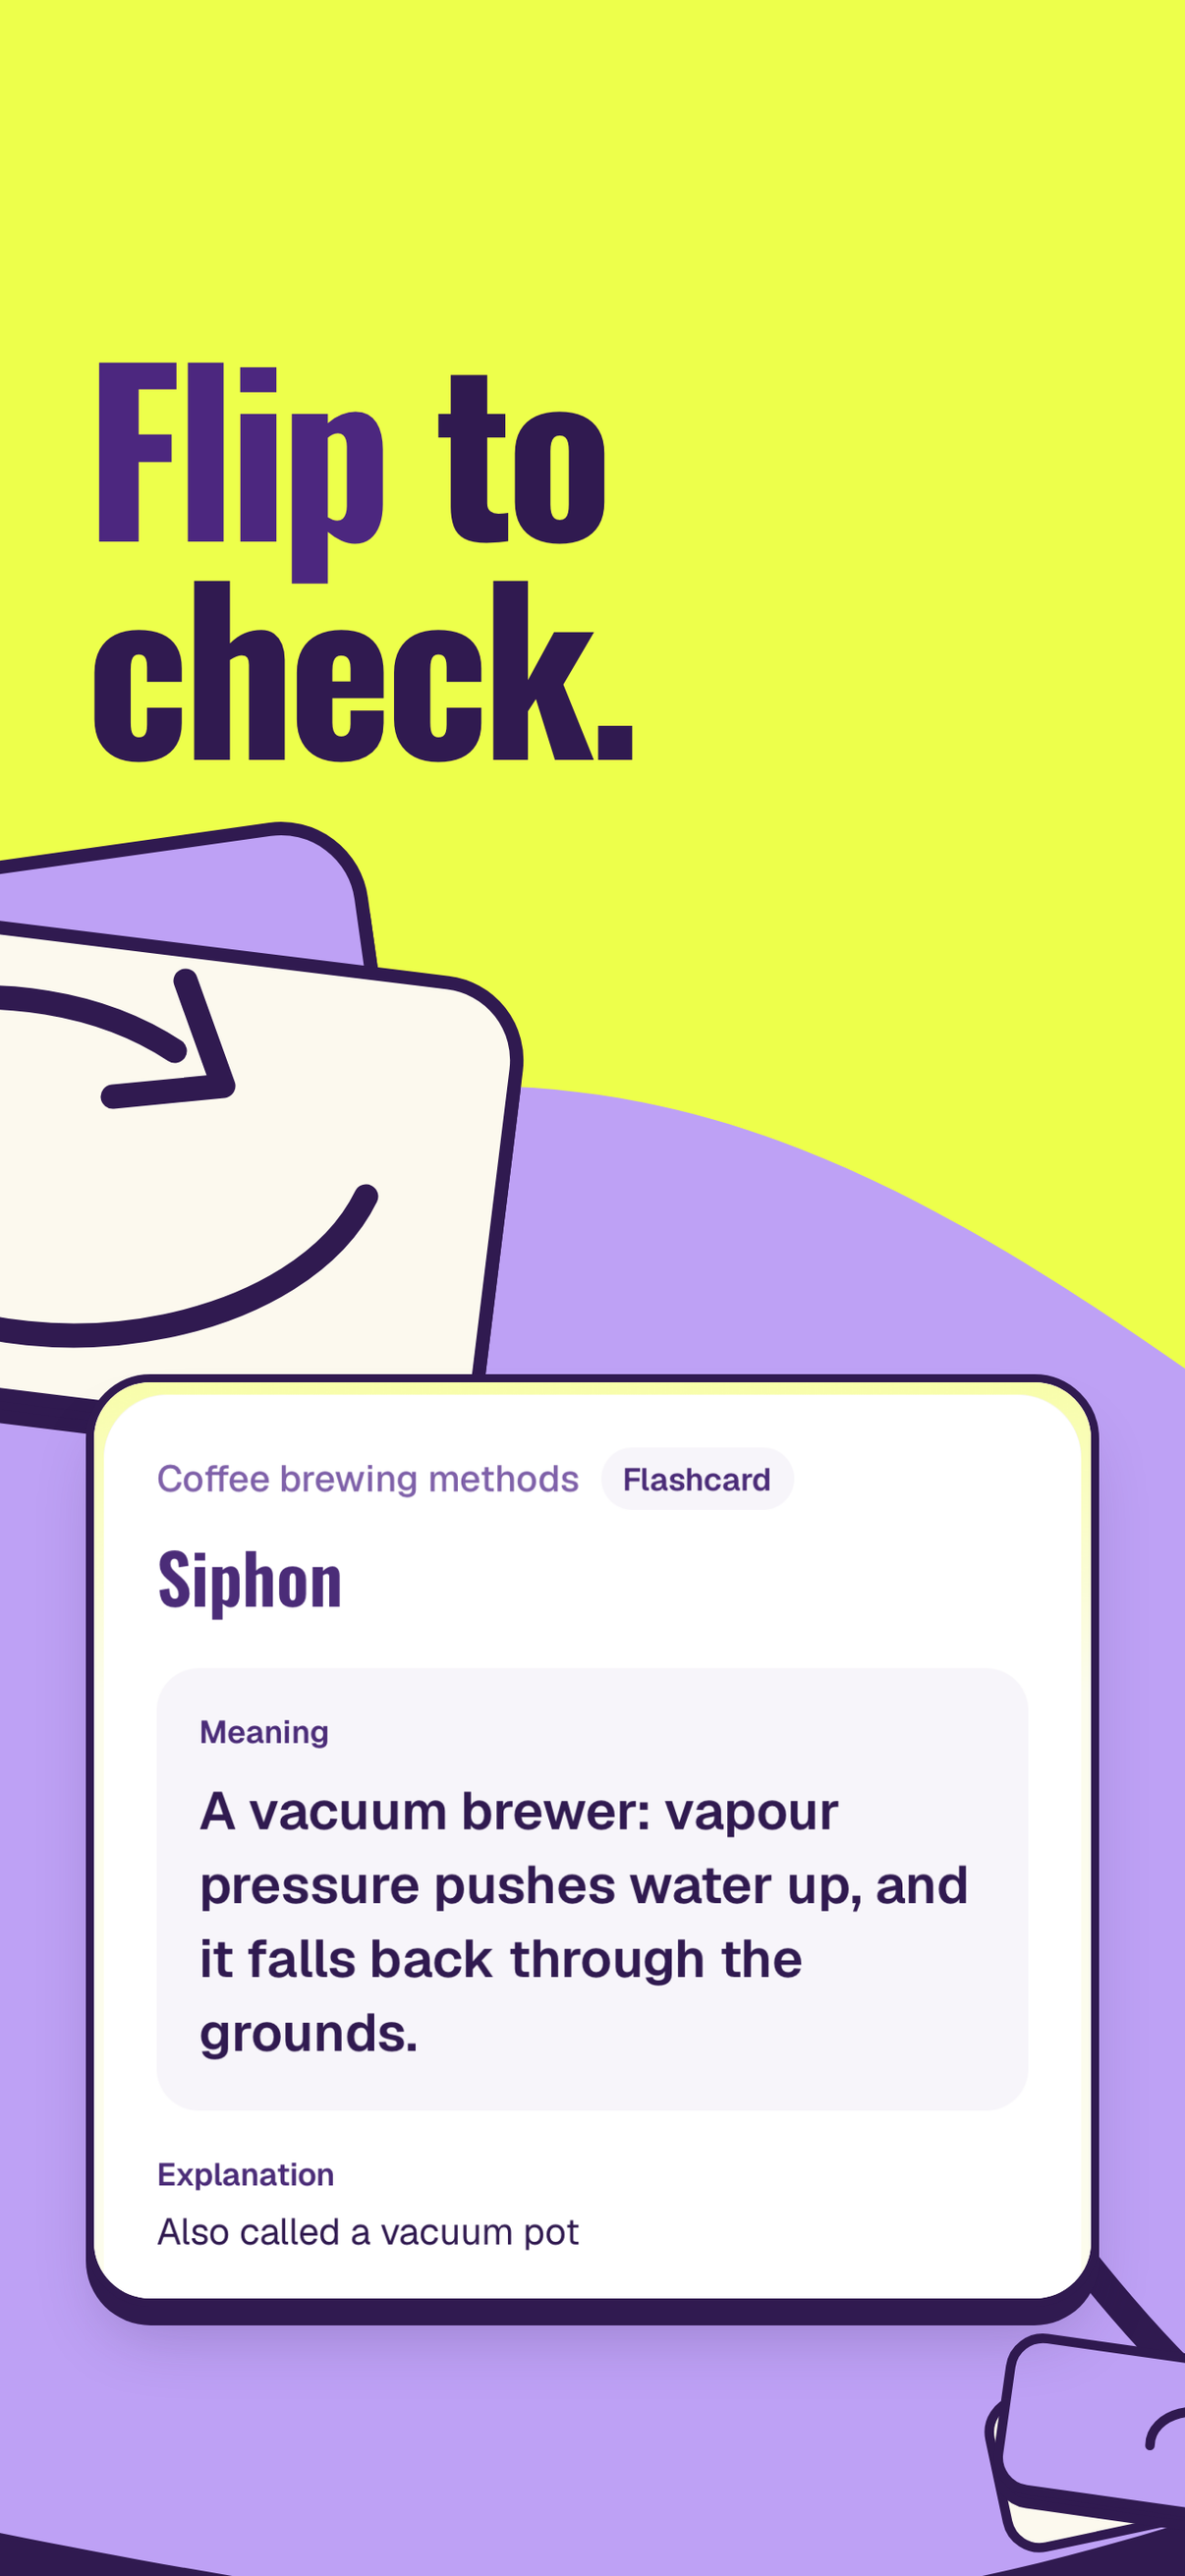 Flip to
check.
Coffee brewing methods Flashcard
Siphon
Meaning
A vacuum brewer: vapour
pressure pushes water up, and
it falls back through the
grounds.
Explanation
Also called a vacuum pot